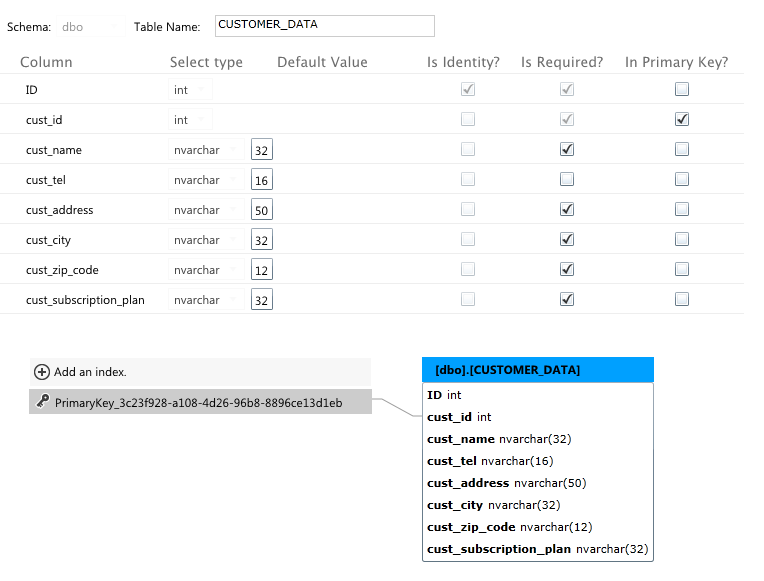 Schema: dbo Table Name: CUSTOMER_DATA
Column Select type Default Value Is Identity? Is Required? In Primary Key?
ID int
cust_id int
cust_name nvarchar 32
cust_tel nvarchar 16
cust_address nvarchar 50
cust_city nvarchar 32
cust_zip_code nvarchar 12
cust_subscription_plan nvarchar 32
Add an index.
PrimaryKey_3c23f928-a108-4d26-96b8-8896ce13d1eb
[dbo].[CUSTOMER_DATA]
ID int
cust_id int
cust_name nvarchar(32)
cust_tel nvarchar(16)
cust_address nvarchar(50)
cust_city nvarchar(32)
cust_zip_code nvarchar(12)
cust_subscription_plan nvarchar(32)